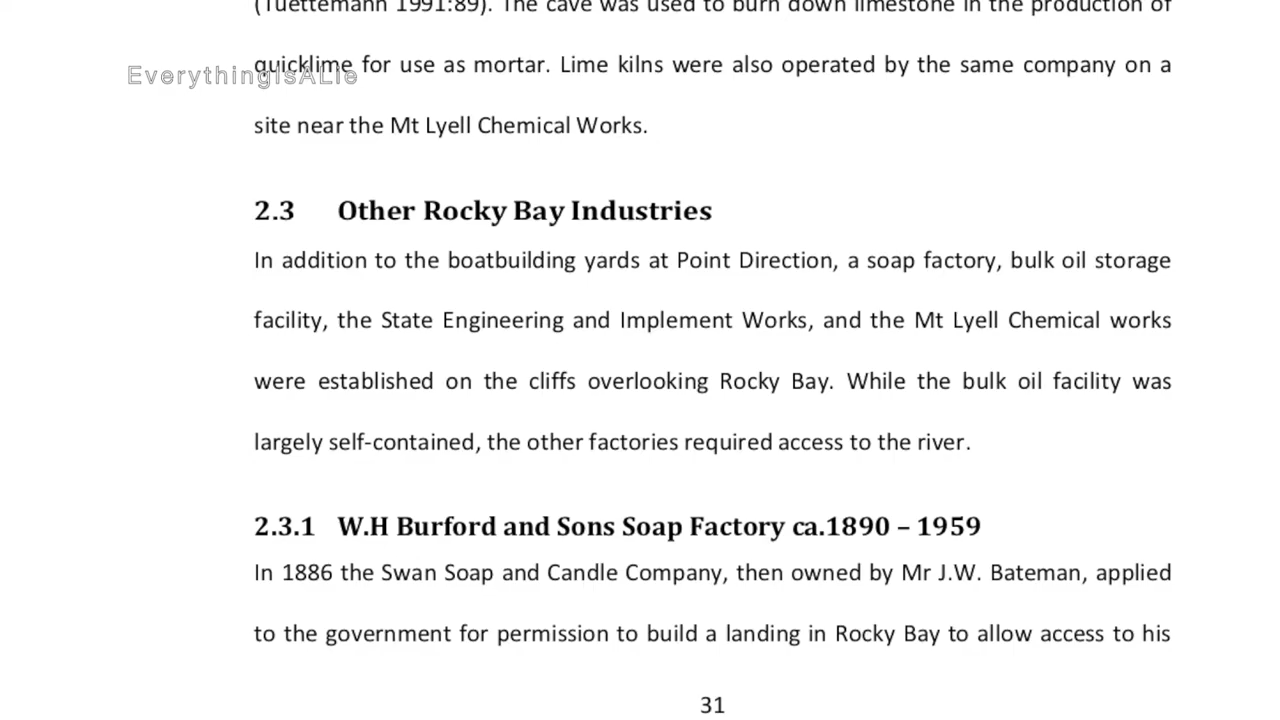 (Tuettemann 1991:89). The cave was used to burn down limestone in the production of
quicklime for use as mortar. Lime kilns were also operated by the same company on a
EverythingIsALie
site near the Mt Lyell Chemical Works.
2.3 Other Rocky Bay Industries
In addition to the boatbuilding yards at Point Direction, a soap factory, bulk oil storage
facility, the State Engineering and Implement Works, and the Mt Lyell Chemical works
were established on the cliffs overlooking Rocky Bay. While the bulk oil facility was
largely self-contained, the other factories required access to the river.
2.3.1 W.H Burford and Sons Soap Factory ca.1890 – 1959
In 1886 the Swan Soap and Candle Company, then owned by Mr J.W. Bateman, applied
to the government for permission to build a landing in Rocky Bay to allow access to his
31